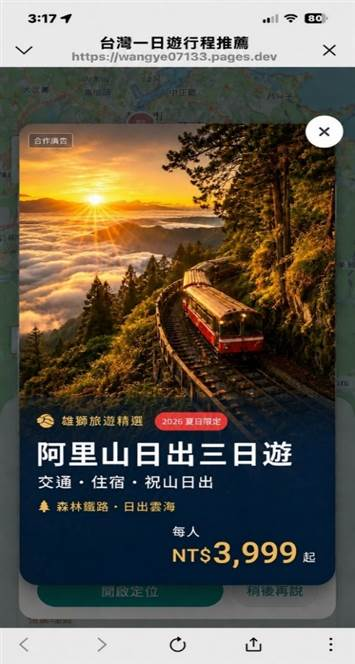 3:17
80
台灣一日遊行程推薦
https://wangye07133.pages.dev
合作廣告
雄獅旅遊精選
2026 夏日限定
阿里山日出三日遊
交通・住宿・祝山日出
森林鐵路・日出雲海
每人
NT$3,999 起
開啟定位
稍後再說